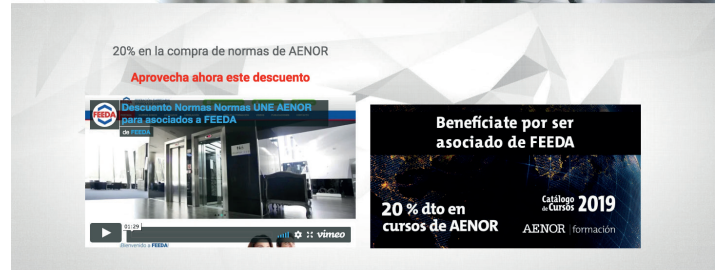 20% en la compra de normas de AENOR
Aprovecha ahora este descuento
FEEDA
Descuento Normas Normas UNE AENOR
para asociados a FEEDA
de FEEDA
01:29
vimeo
¡Bienvenido a FEEDA!
Benefíciate por ser
asociado de FEEDA
20 % dto en
cursos de AENOR
Catálogo
de Cursos 2019
AENOR | formación